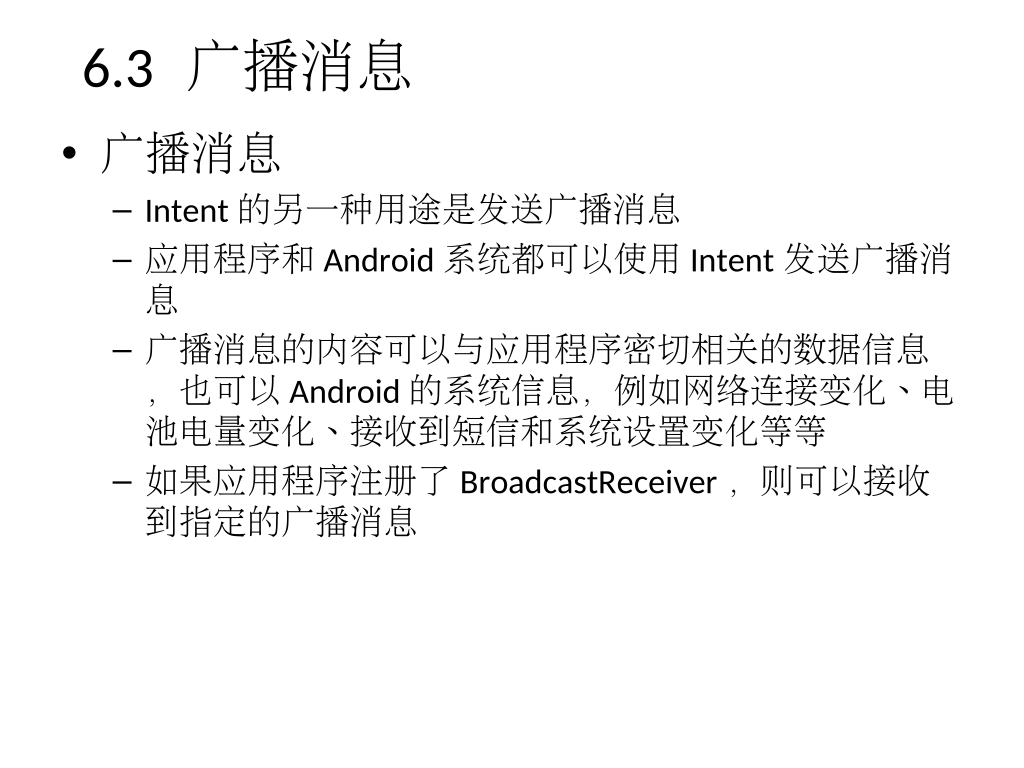 6.3 广播消息
• 广播消息
– Intent 的另一种用途是发送广播消息
– 应用程序和 Android 系统都可以使用 Intent 发送广播消
息
– 广播消息的内容可以与应用程序密切相关的数据信息
，也可以 Android 的系统信息，例如网络连接变化、电
池电量变化、接收到短信和系统设置变化等等
– 如果应用程序注册了 BroadcastReceiver ，则可以接收
到指定的广播消息